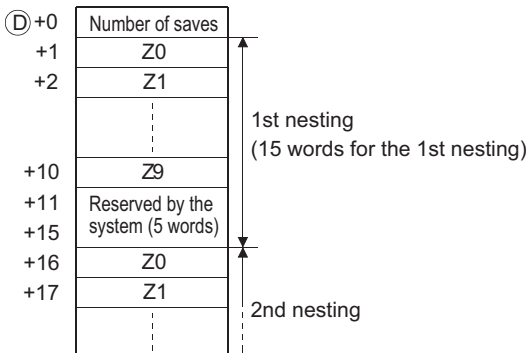 Ⓓ+0 Number of saves
+1 Z0
+2 Z1
1st nesting
(15 words for the 1st nesting)
+10 Z9
+11 Reserved by the
+15 system (5 words)
+16 Z0
+17 Z1
2nd nesting